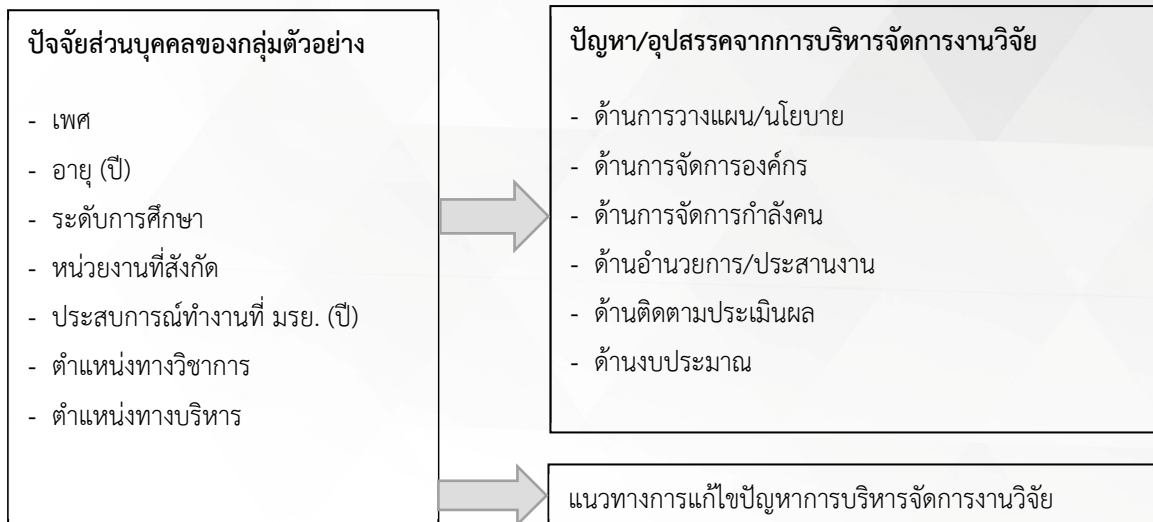 ปัจจัยส่วนบุคคลของกลุ่มตัวอย่าง
- เพศ
- อายุ (ปี)
- ระดับการศึกษา
- หน่วยงานที่สังกัด
- ประสบการณ์ทำงานที่ มรย. (ปี)
- ตำแหน่งทางวิชาการ
- ตำแหน่งทางบริหาร
ปัญหา/อุปสรรคจากการบริหารจัดการงานวิจัย
- ด้านการวางแผน/นโยบาย
- ด้านการจัดการองค์กร
- ด้านการจัดการกำลังคน
- ด้านอำนวยการ/ประสานงาน
- ด้านติดตามประเมินผล
- ด้านงบประมาณ
แนวทางการแก้ไขปัญหาการบริหารจัดการงานวิจัย